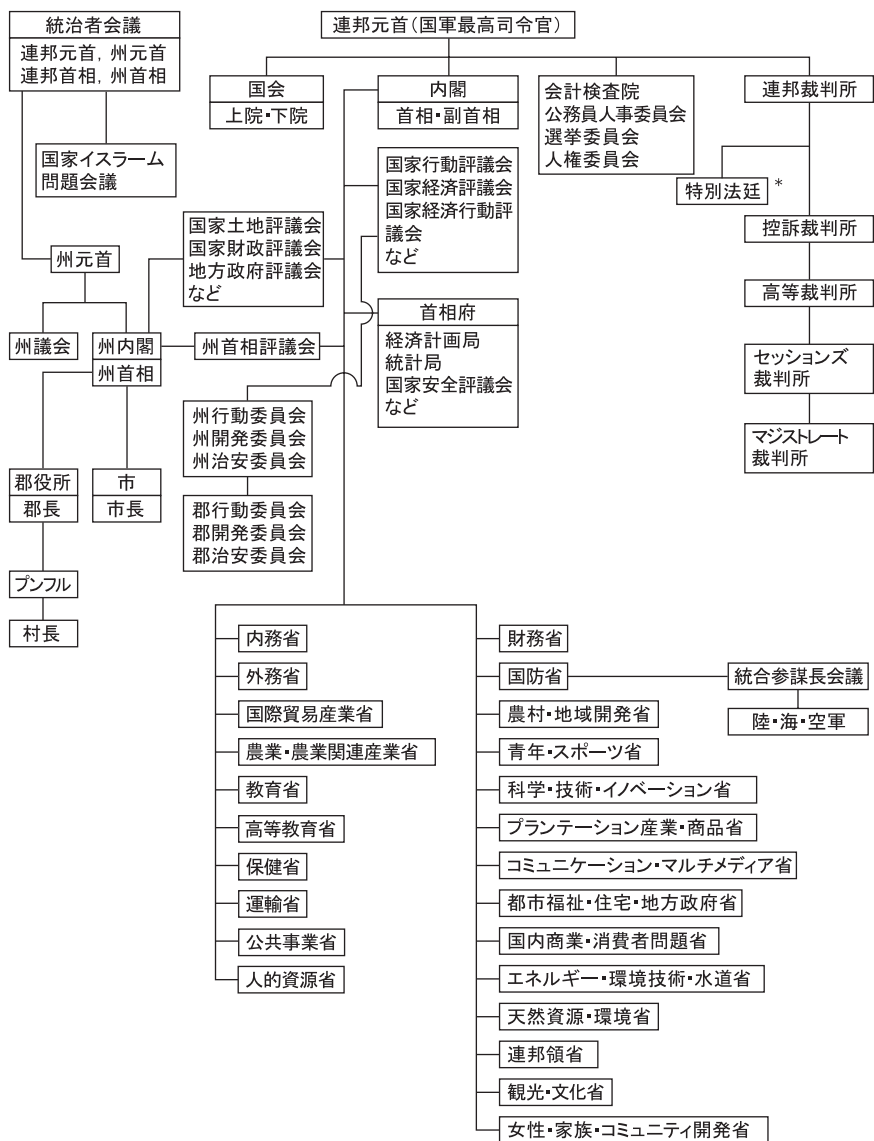 統治者会議
連邦元首，州元首
連邦首相，州首相
国家イスラーム
問題会議
州元首
州議会
州内閣
州首相
郡役所
郡長
市
市長
プンフル
村長
連邦元首（国軍最高司令官）
国会
上院・下院
内閣
首相・副首相
会計検査院
公務員人事委員会
選挙委員会
人権委員会
連邦裁判所
特別法廷 *
控訴裁判所
高等裁判所
セッションズ
裁判所
マジストレート
裁判所
国家行動評議会
国家経済評議会
国家経済行動評
議会
など
国家土地評議会
国家財政評議会
地方政府評議会
など
州首相評議会
首相府
経済計画局
統計局
国家安全評議会
など
州行動委員会
州開発委員会
州治安委員会
郡行動委員会
郡開発委員会
郡治安委員会
内務省
外務省
国際貿易産業省
農業・農業関連産業省
教育省
高等教育省
保健省
運輸省
公共事業省
人的資源省
財務省
国防省
統合参謀長会議
陸・海・空軍
農村・地域開発省
青年・スポーツ省
科学・技術・イノベーション省
プランテーション産業・商品省
コミュニケーション・マルチメディア省
都市福祉・住宅・地方政府省
国内商業・消費者問題省
エネルギー・環境技術・水道省
天然資源・環境省
連邦領省
観光・文化省
女性・家族・コミュニティ開発省